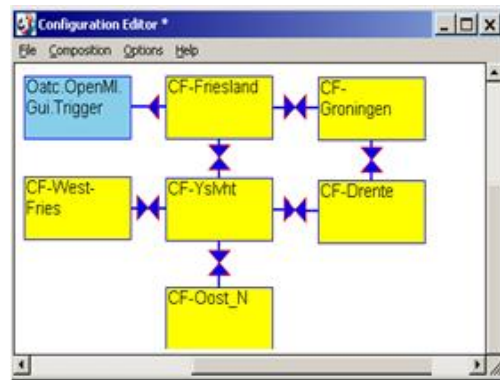 Configuration Editor *
File Composition Options Help
Oatc.OpenMI.
Gui.Trigger
CF-Friesland
CF-
Groningen
CF-West-
Fries
CF-Yslvht
CF-Drente
CF-Oost_N